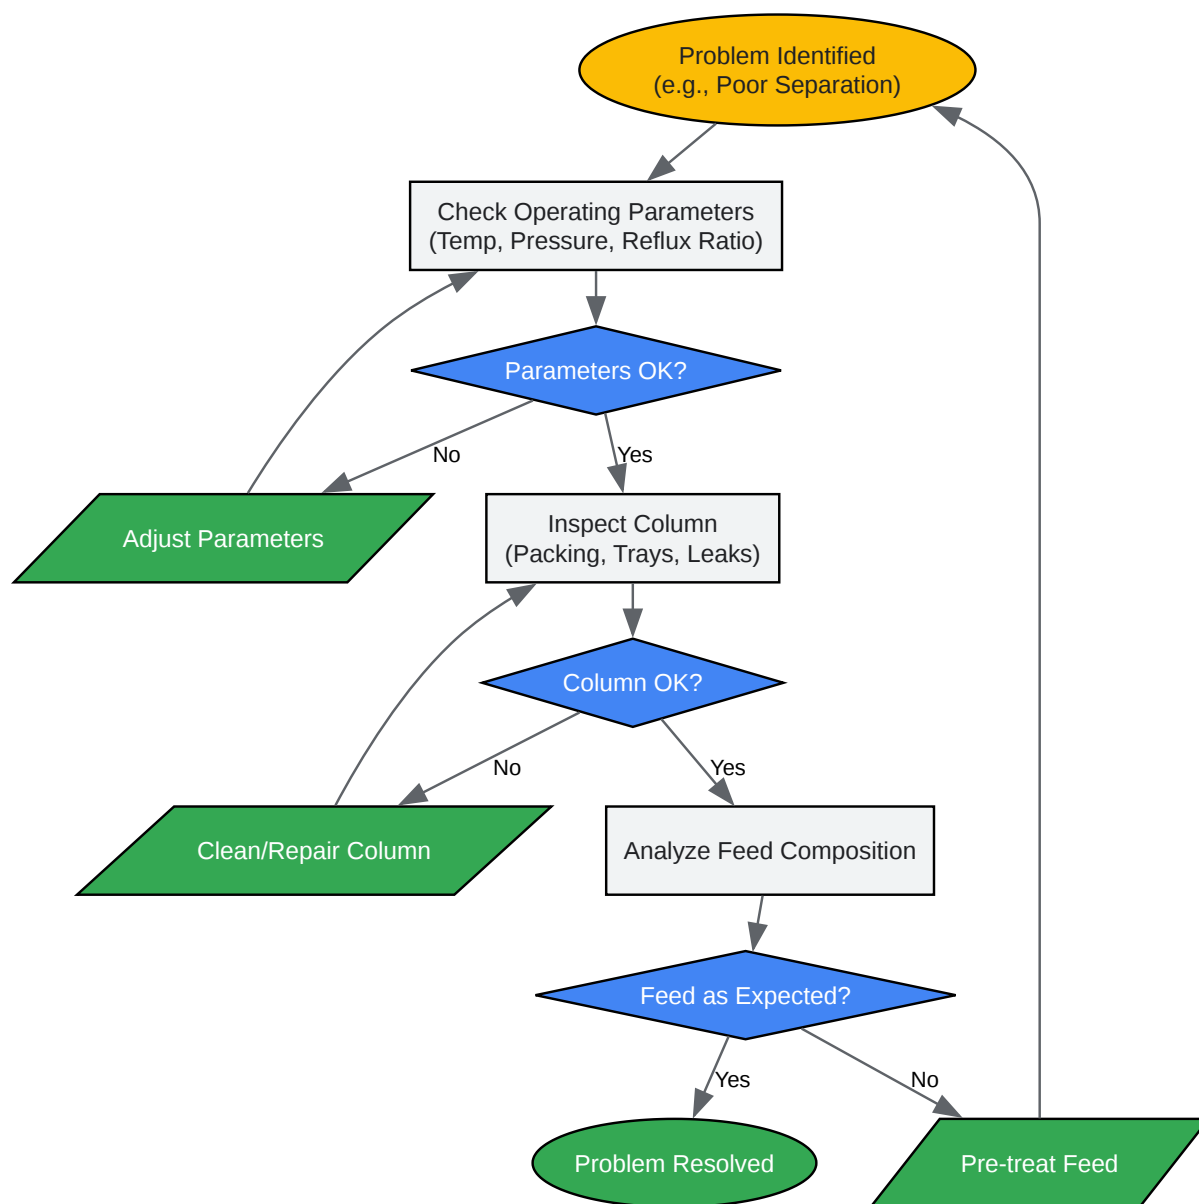 Problem Identified
(e.g., Poor Separation)
Check Operating Parameters
(Temp, Pressure, Reflux Ratio)
Parameters OK?
No
Yes
Adjust Parameters
Inspect Column
(Packing, Trays, Leaks)
Column OK?
No
Yes
Clean/Repair Column
Analyze Feed Composition
Feed as Expected?
Yes
No
Problem Resolved
Pre-treat Feed